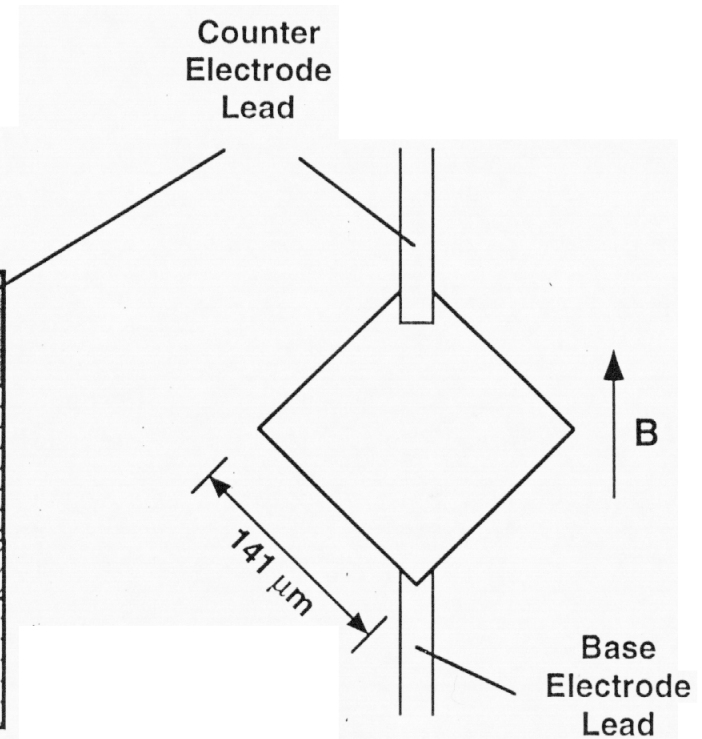 Counter
Electrode
Lead
B
141 μm
Base
Electrode
Lead